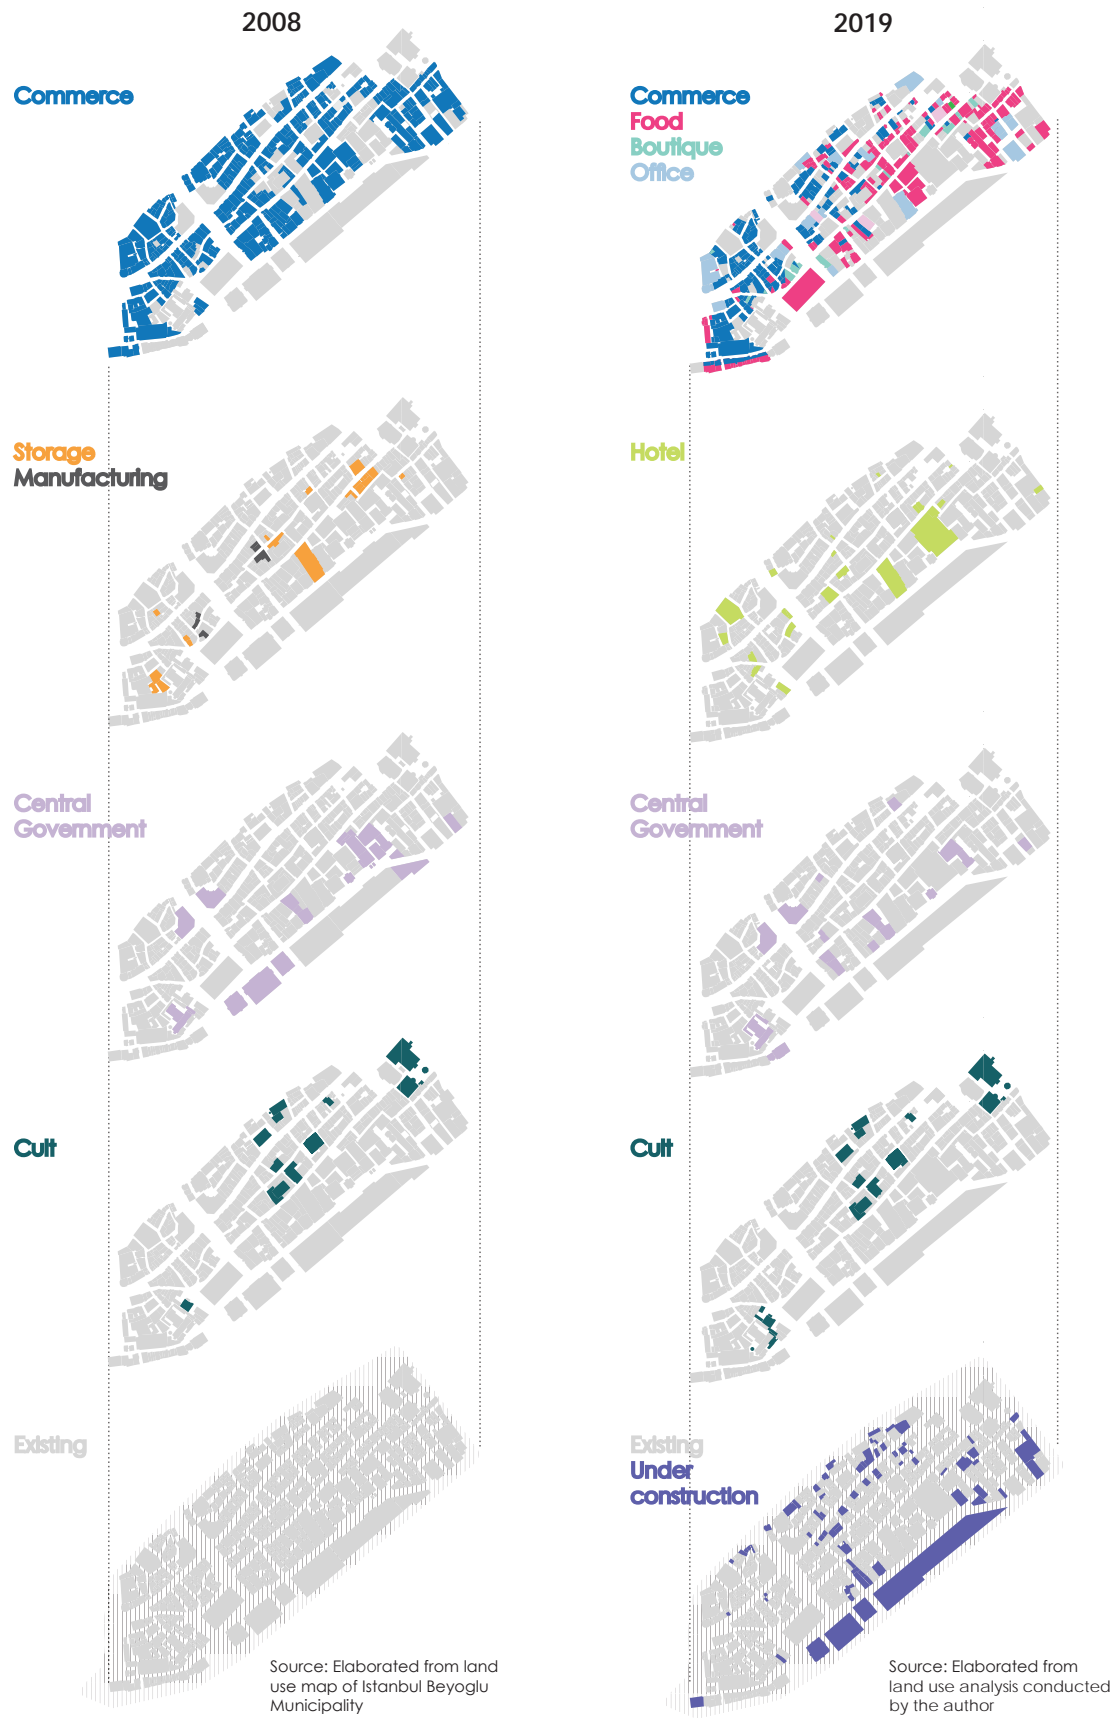 2008
2019
Commerce
Commerce
Food
Boutique
Office
Storage
Manufacturing
Hotel
Central
Government
Central
Government
Cult
Cult
Existing
Existing
Under
construction
Source: Elaborated from land
use map of Istanbul Beyoglu
Municipality
Source: Elaborated from
land use analysis conducted
by the author